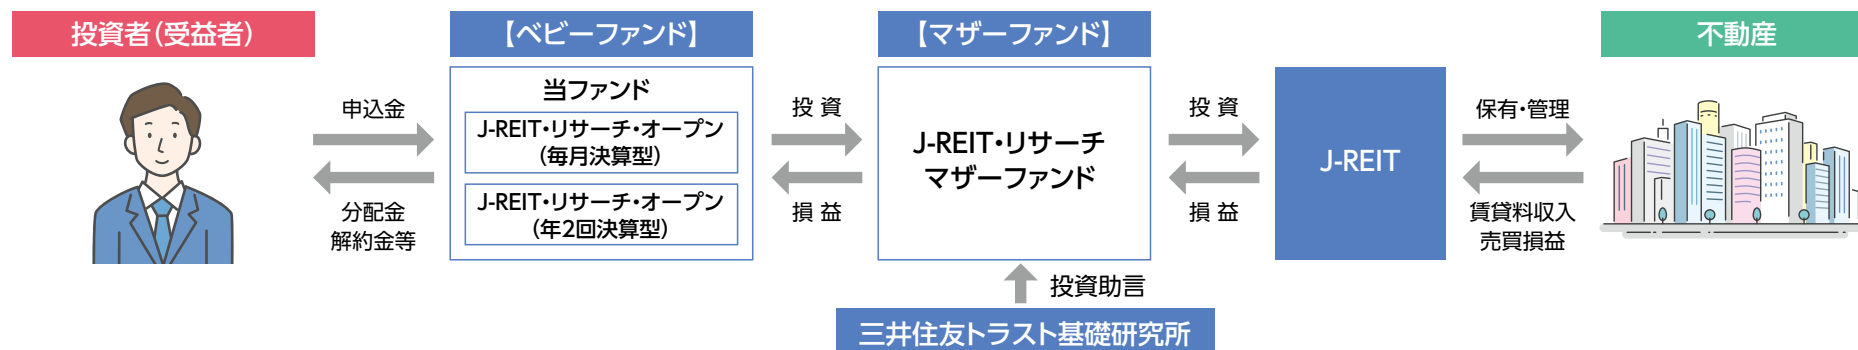 投資者(受益者)
申込金
分配金
解約金等
【ベビーファンド】
当ファンド
J-REIT・リサーチ・オープン
(毎月決算型)
J-REIT・リサーチ・オープン
(年2回決算型)
投 資
損 益
【マザーファンド】
J-REIT・リサーチ
マザーファンド
投資助言
三井住友トラスト基礎研究所
投 資
損 益
J-REIT
保有・管理
賃貸料収入
売買損益
不動産